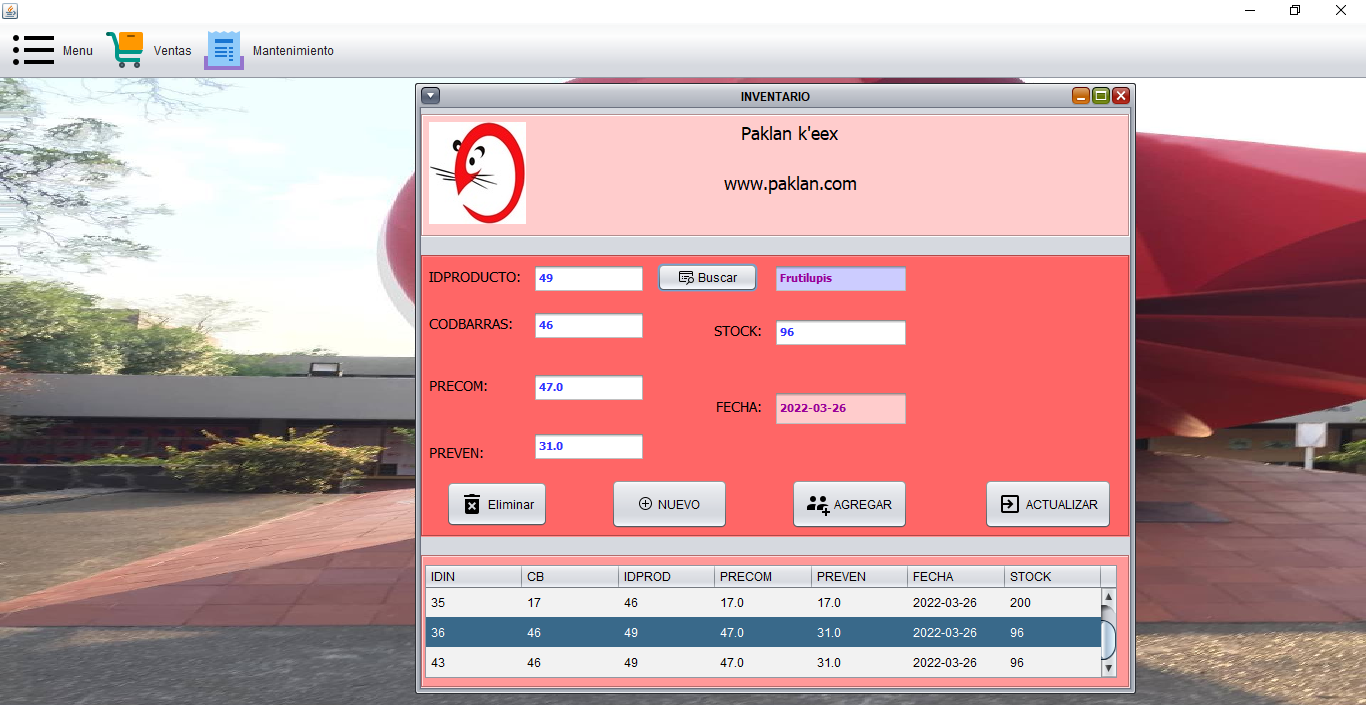 Menu Ventas Mantenimiento
INVENTARIO
Paklan k'eex
www.paklan.com
IDPRODUCTO: 49 Buscar Frutilupis
CODBARRAS: 46 STOCK: 96
PRECOM: 47.0 FECHA: 2022-03-26
PREVEN: 31.0
Eliminar NUEVO AGREGAR ACTUALIZAR
IDIN CB IDPROD PRECOM PREVEN FECHA STOCK
35 17 46 17.0 17.0 2022-03-26 200
36 46 49 47.0 31.0 2022-03-26 96
43 46 49 47.0 31.0 2022-03-26 96